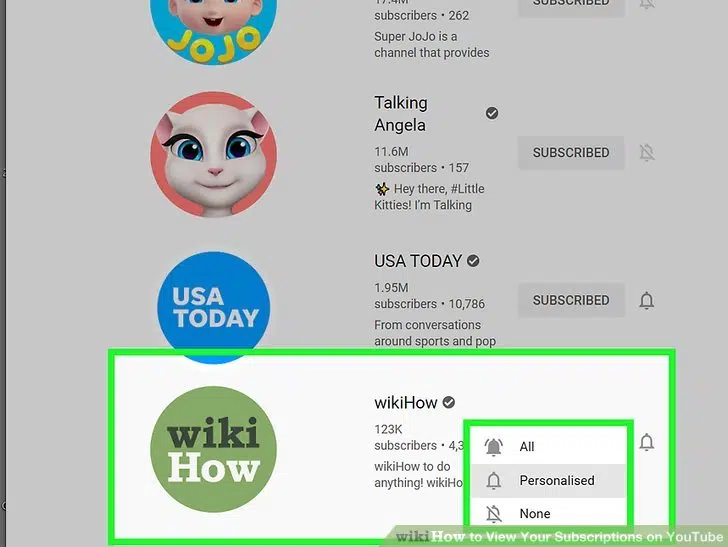 JOJO
17.4M
subscribers • 262
Super JoJo is a
channel that provides
SUBSCRIBED
Talking
Angela
11.6M
subscribers • 157
✨ Hey there, #Little
Kitties! I'm Talking
SUBSCRIBED
USA
TODAY
USA TODAY
1.95M
subscribers • 10,786
From conversations
around sports and pop
SUBSCRIBED
wiki
How
wikiHow
123K
subscribers • 4,3
wikiHow to do
anything! wikiHo
All
Personalised
None
wikiHow to View Your Subscriptions on YouTube